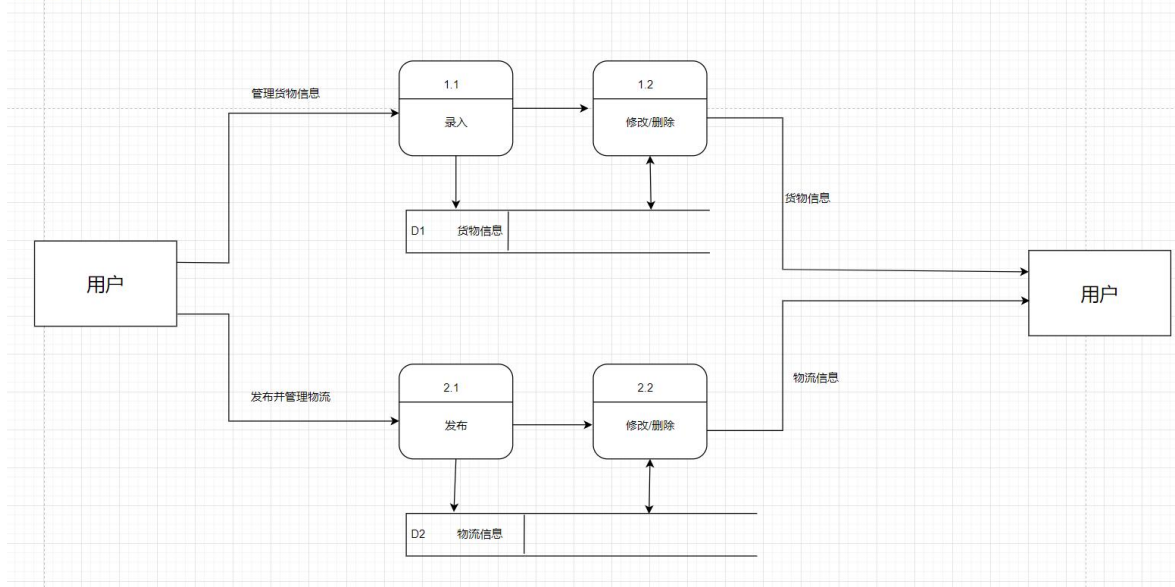 管理货物信息
1.1
录入
1.2
修改/删除
货物信息
D1 货物信息
用户
用户
发布并管理物流
2.1
发布
2.2
修改/删除
物流信息
D2 物流信息